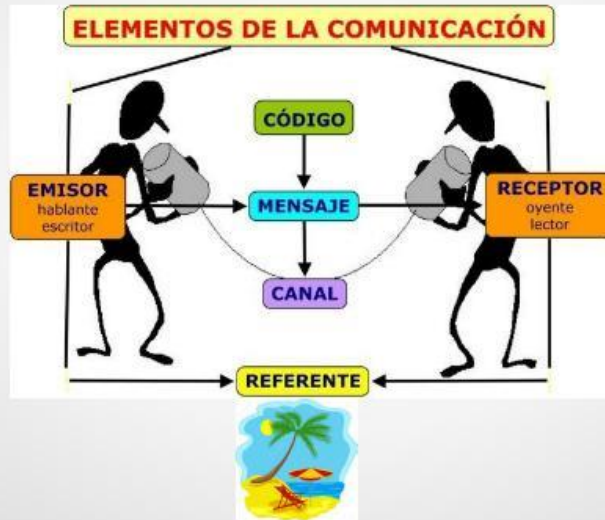 ELEMENTOS DE LA COMUNICACIÓN
CÓDIGO
EMISOR
hablante
escritor
MENSAJE
RECEPTOR
oyente
lector
CANAL
REFERENTE